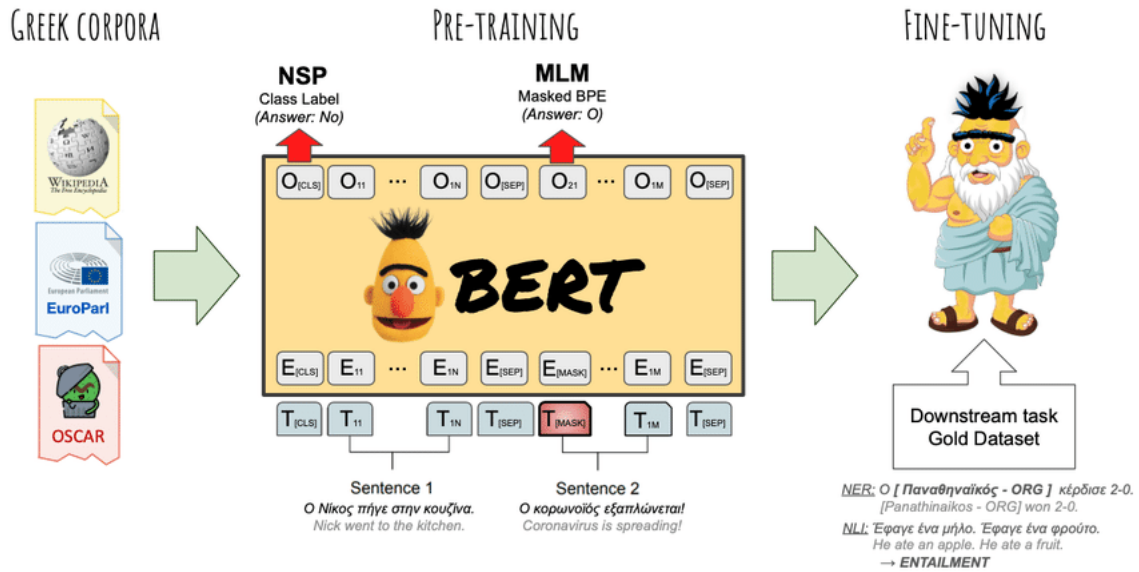 GREEK CORPORA
PRE-TRAINING
FINE-TUNING
WIKIPEDIA
The Free Encyclopedia
European Parliament
EuroParl
OSCAR
NSP
Class Label
(Answer: No)
MLM
Masked BPE
(Answer: O)
O[CLS] O11 ... O1N O[SEP] O21 ... O1M O[SEP]
BERT
E[CLS] E11 ... E1N E[SEP] E[MASK] ... E1M E[SEP]
T[CLS] T11 T1N T[SEP] T[MASK] T1M T[SEP]
Sentence 1
Ο Νίκος πήγε στην κουζίνα.
Nick went to the kitchen.
Sentence 2
Ο κορωνοϊός εξαπλώνεται!
Coronavirus is spreading!
Downstream task
Gold Dataset
NER: Ο [ Παναθηναϊκός - ORG ] κέρδισε 2-0.
[Panathinaikos - ORG] won 2-0.
NLI: Έφαγε ένα μήλο. Έφαγε ένα φρούτο.
He ate an apple. He ate a fruit.
→ ENTAILMENT